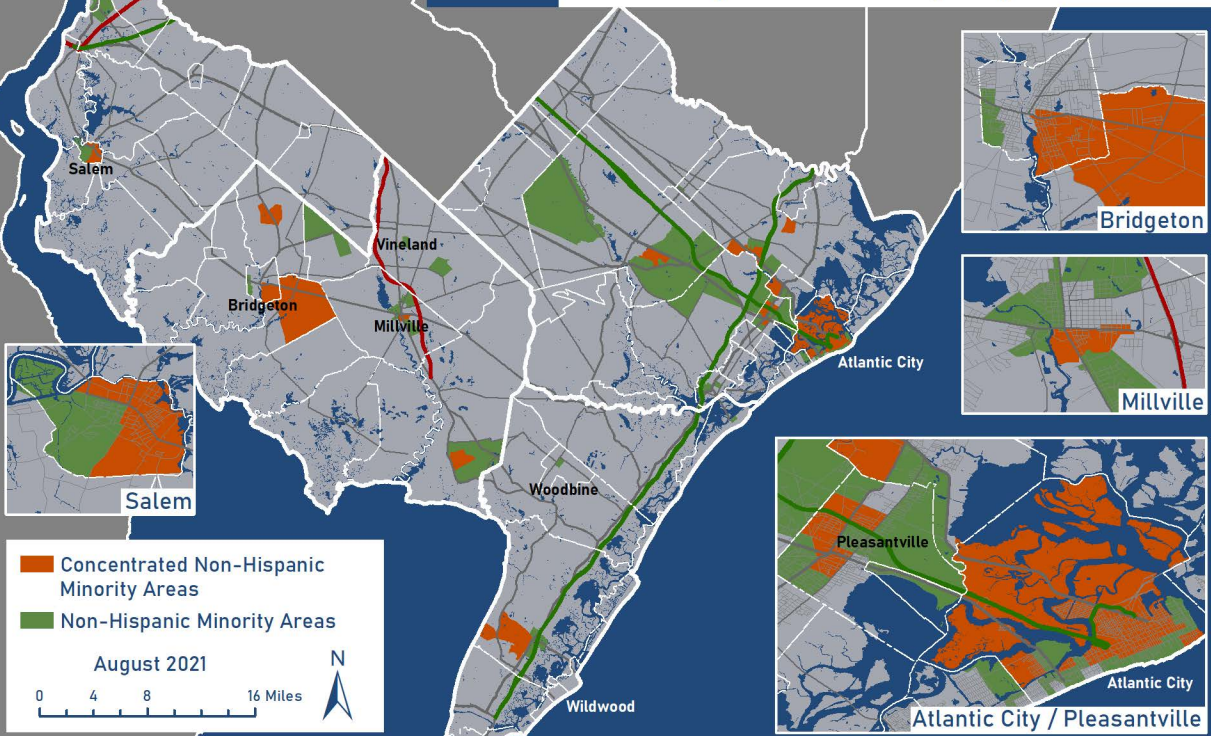 Bridgeton
Salem
Vineland
Bridgeton
Millville
Atlantic City
Millville
Salem
Woodbine
Pleasantville
Atlantic City
Atlantic City / Pleasantville
Wildwood
Concentrated Non-Hispanic
Minority Areas
Non-Hispanic Minority Areas
August 2021
N
0 4 8 16 Miles